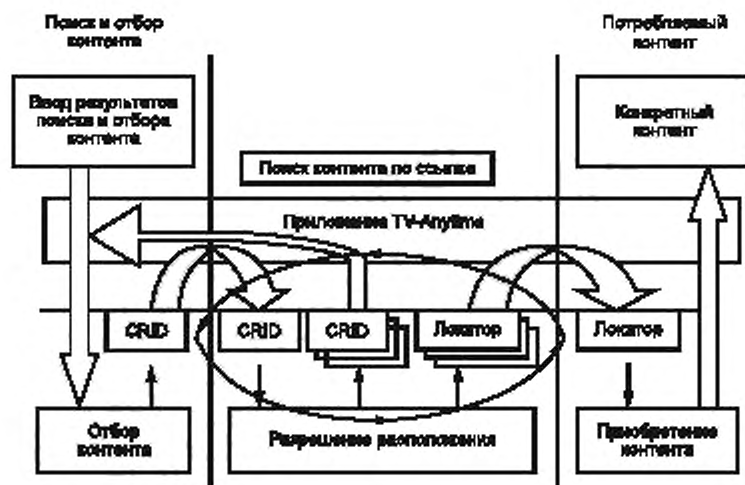 Поиск и отбор
контента
Потребляемый
контент
Ввод результатов
поиска и отбора
контента
Конкретный
контент
Поиск контента по ссылке
Приложение TV-Anytime
CRID
CRID
CRID
Локатор
Локатор
Отбор
контента
Разрешение расположения
Приобретение
контента